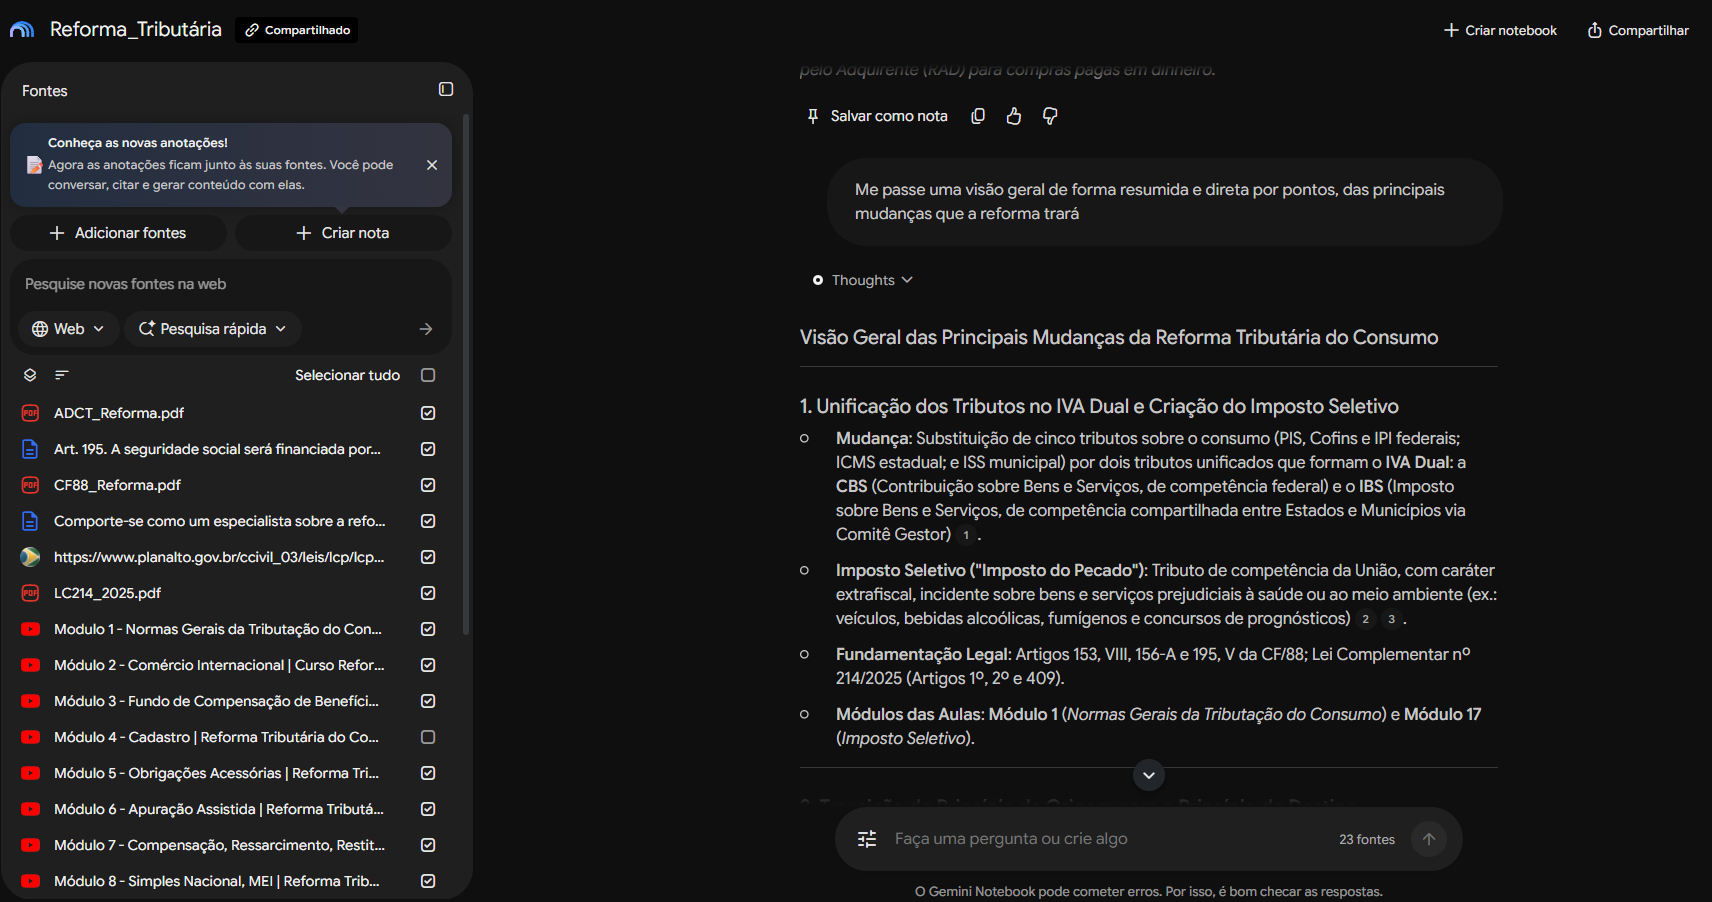 Reforma_Tributária
Compartilhado
Criar notebook
Compartilhar
Fontes
Conheça as novas anotações!
Agora as anotações ficam junto às suas fontes. Você pode
conversar, citar e gerar conteúdo com elas.
Adicionar fontes
Criar nota
Pesquise novas fontes na web
Web
Pesquisa rápida
Selecionar tudo
PDF ADCT_Reforma.pdf
Art. 195. A seguridade social será financiada por...
PDF CF88_Reforma.pdf
Comporte-se como um especialista sobre a refo...
https://www.planalto.gov.br/ccivil_03/leis/lcp/lcp...
PDF LC214_2025.pdf
Modulo 1 - Normas Gerais da Tributação do Con...
Módulo 2 - Comércio Internacional | Curso Refor...
Módulo 3 - Fundo de Compensação de Benefíci...
Módulo 4 - Cadastro | Reforma Tributária do Co...
Módulo 5 - Obrigações Acessórias | Reforma Tri...
Módulo 6 - Apuração Assistida | Reforma Tributá...
Módulo 7 - Compensação, Ressarcimento, Restit...
Módulo 8 - Simples Nacional, MEI | Reforma Trib...
pelo Adquirente (RAD) para compras pagas em dinheiro.
Salvar como nota
Me passe uma visão geral de forma resumida e direta por pontos, das principais
mudanças que a reforma trará
Thoughts
Visão Geral das Principais Mudanças da Reforma Tributária do Consumo
1. Unificação dos Tributos no IVA Dual e Criação do Imposto Seletivo
Mudança: Substituição de cinco tributos sobre o consumo (PIS, Cofins e IPI federais;
ICMS estadual; e ISS municipal) por dois tributos unificados que formam o IVA Dual: a
CBS (Contribuição sobre Bens e Serviços, de competência federal) e o IBS (Imposto
sobre Bens e Serviços, de competência compartilhada entre Estados e Municípios via
Comitê Gestor) 1 .
Imposto Seletivo ("Imposto do Pecado"): Tributo de competência da União, com caráter
extrafiscal, incidente sobre bens e serviços prejudiciais à saúde ou ao meio ambiente (ex.:
veículos, bebidas alcoólicas, fumígenos e concursos de prognósticos) 2 3 .
Fundamentação Legal: Artigos 153, VIII, 156-A e 195, V da CF/88; Lei Complementar nº
214/2025 (Artigos 1º, 2º e 409).
Módulos das Aulas: Módulo 1 (Normas Gerais da Tributação do Consumo) e Módulo 17
(Imposto Seletivo).
Faça uma pergunta ou crie algo
23 fontes
O Gemini Notebook pode cometer erros. Por isso, é bom checar as respostas.